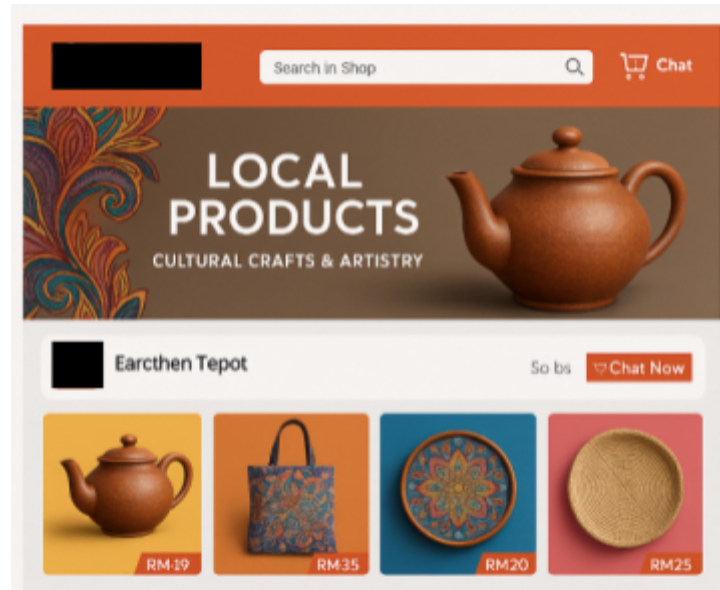 Search in Shop
Chat
LOCAL
PRODUCTS
CULTURAL CRAFTS & ARTISTRY
Earcthen Tepot
So bs
Chat Now
RM19
RM35
RM20
RM25